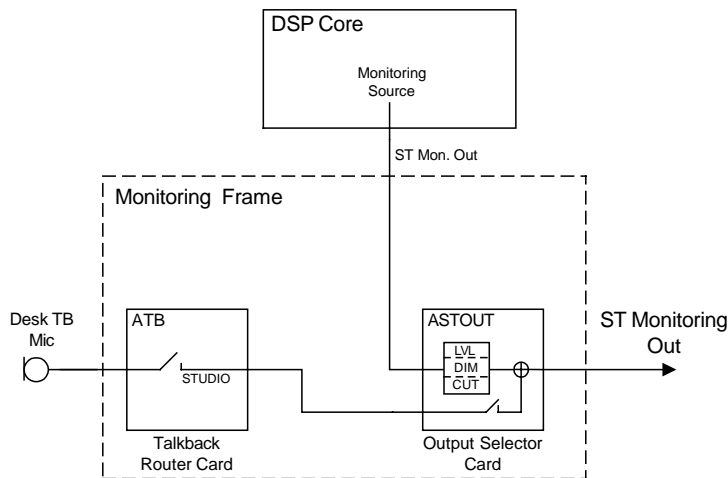 DSP Core
Monitoring
Source
ST Mon. Out
Monitoring Frame
Desk TB
Mic
ATB
STUDIO
Talkback
Router Card
ASTOUT
LVL
DIM
CUT
Output Selector
Card
ST Monitoring
Out